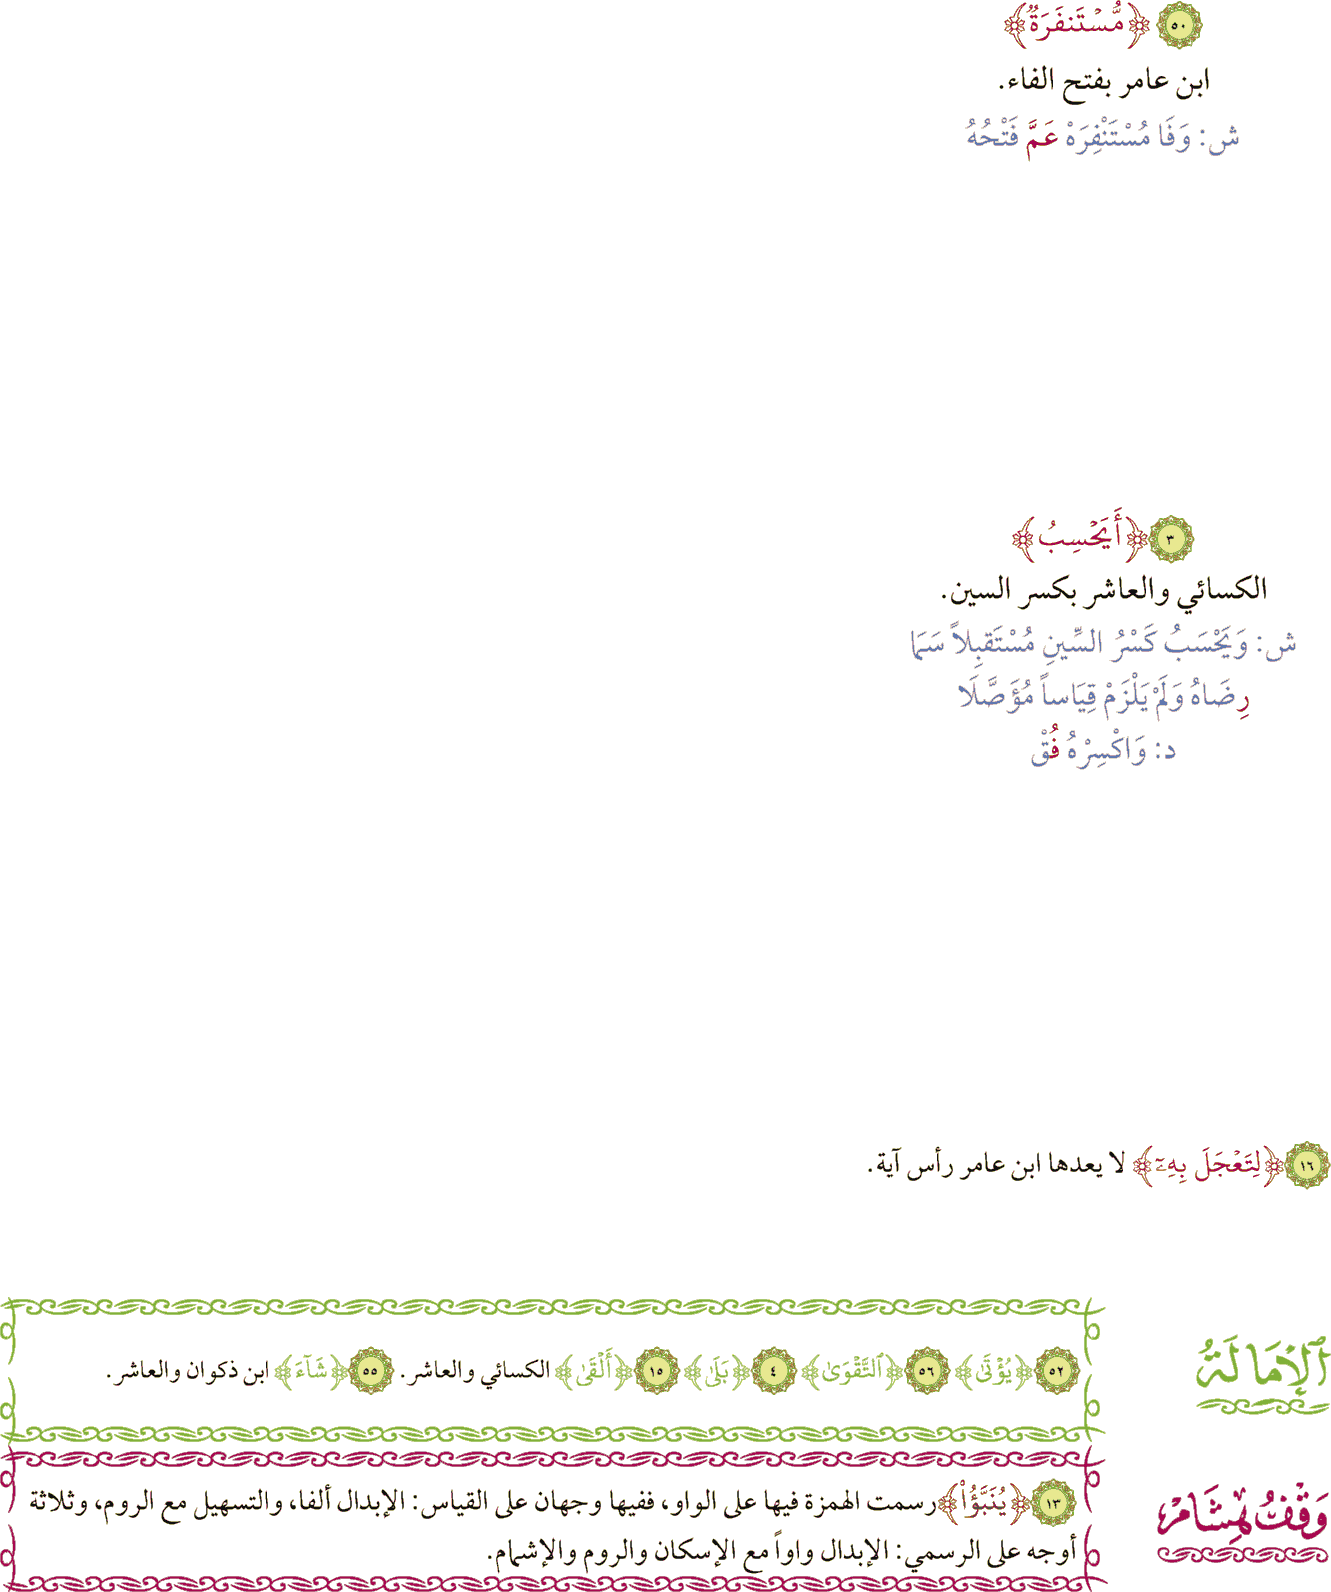 ٥٠ ﴿مُّسْتَنفَرَةٌ﴾
ابن عامر بفتح الفاء.
ش: وَفَا مُسْتَنْفِرَهْ عَمَّ فَتْحُهُ
٣ ﴿أَيَحْسِبُ﴾
الكسائي والعاشر بكسر السين.
ش: وَيَحْسَبُ كَسْرُ السِّينِ مُسْتَقبِلاً سَمَا
رِضَاهُ وَلَمْ يَلْزَمْ قِيَاساً مُؤَصَّلَا
د: وَاكْسِرْهُ فُقْ
١٦ ﴿لِتَعْجَلَ بِهِۦٓ﴾ لا يعدها ابن عامر رأس آية.
ٱلْإِمَالَةُ
٥٢ ﴿يُؤْتَىٰ﴾ ٥٦ ﴿ٱلتَّقْوَىٰ﴾ ٤ ﴿بَلَىٰ﴾ ١٥ ﴿أَلْقَىٰ﴾ الكسائي والعاشر. ٥٥ ﴿شَآءَ﴾ ابن ذكوان والعاشر.
وَقْفُ هِشَامْ
١٣ ﴿يُنَبَّؤُاْ﴾ رسمت الهمزة فيها على الواو، ففيها وجهان على القياس: الإبدال ألفا، والتسهيل مع الروم، وثلاثة
أوجه على الرسمي: الإبدال واواً مع الإسكان والروم والإشمام.